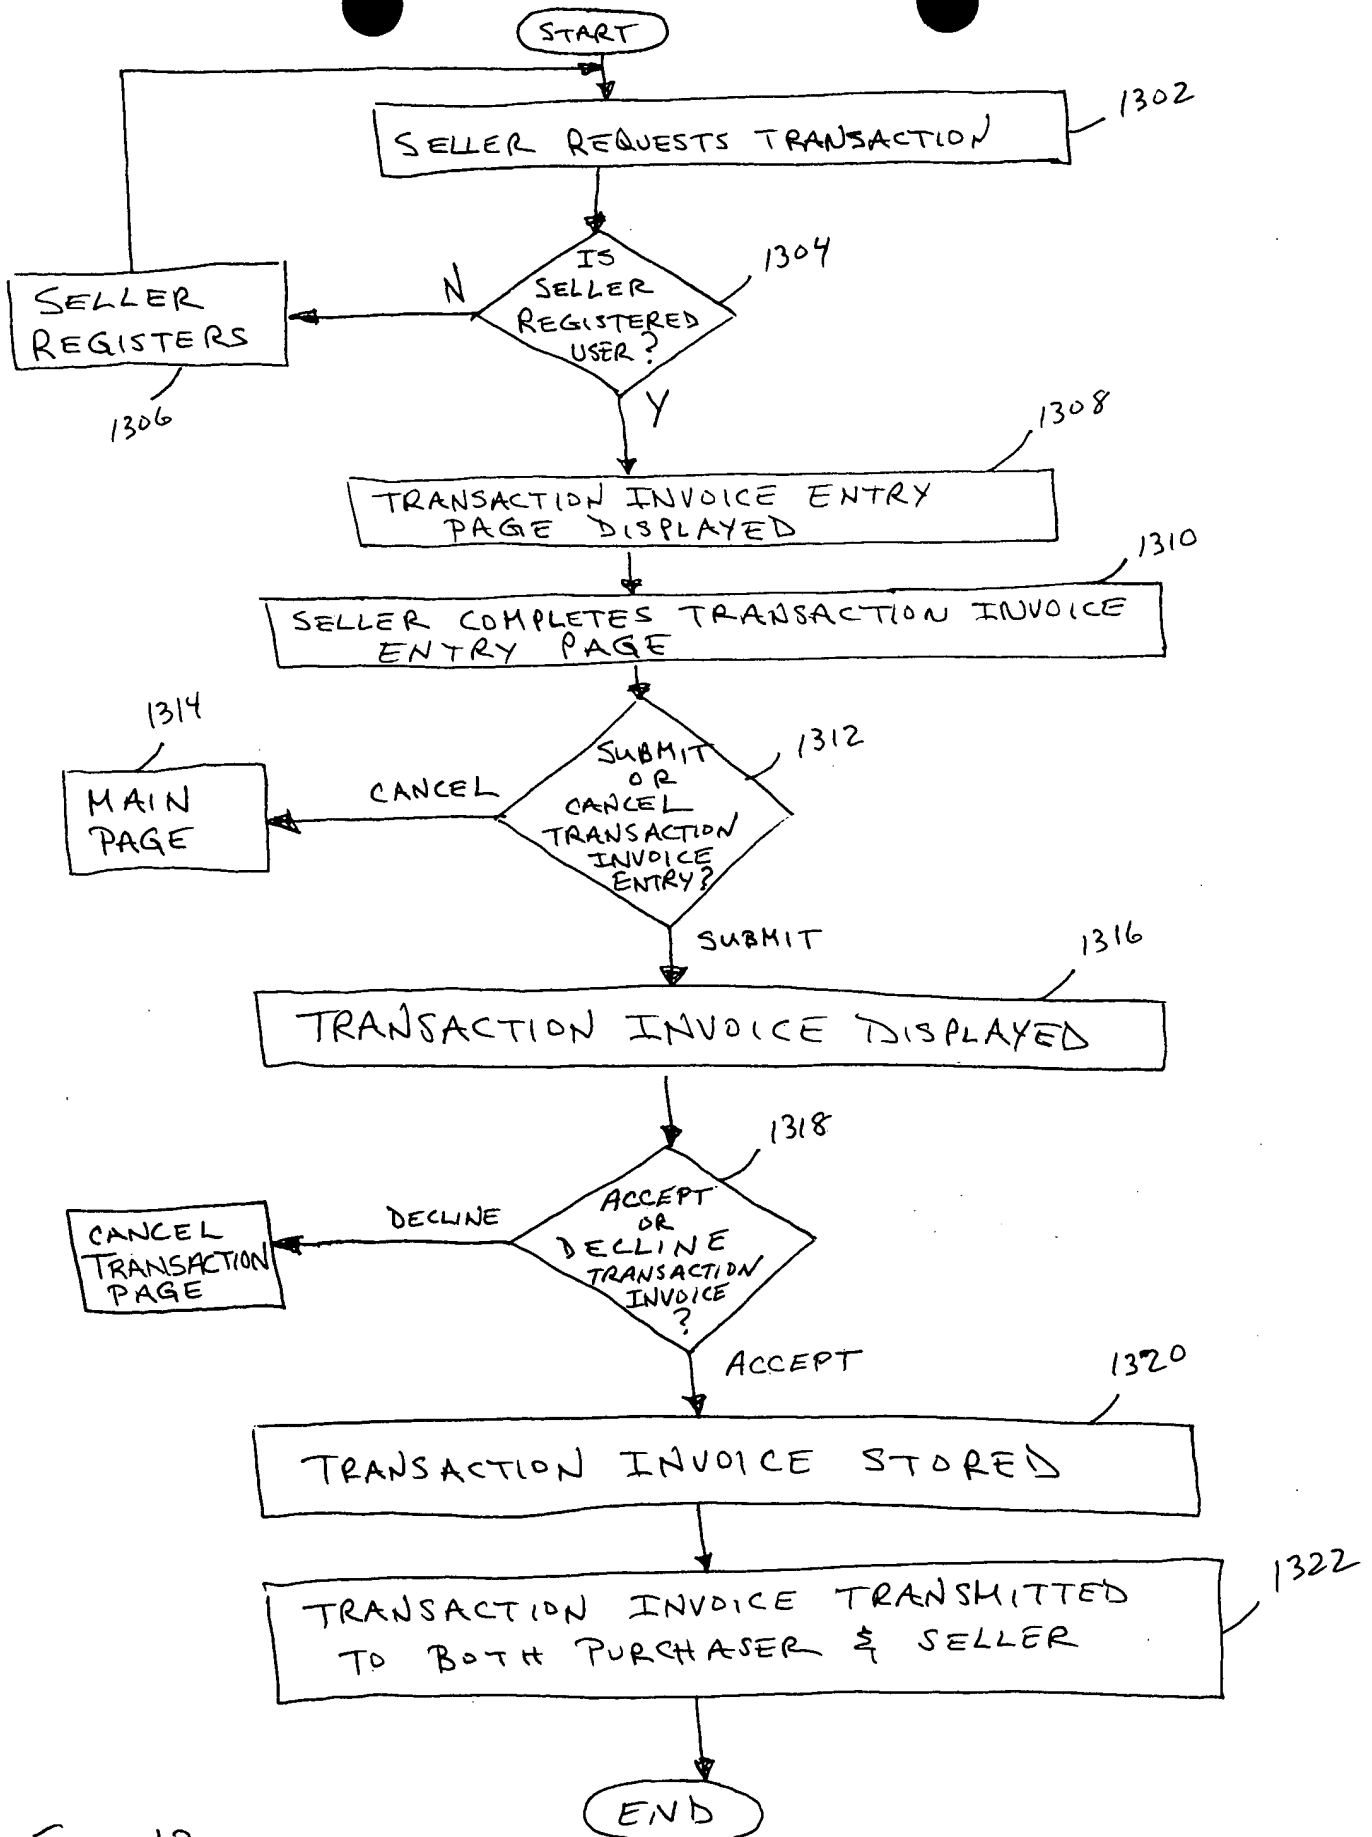 START
SELLER REQUESTS TRANSACTION
1302
IS
SELLER
REGISTERED
USER?
1304
N
SELLER
REGISTERS
1306
Y
TRANSACTION INVOICE ENTRY
PAGE DISPLAYED
1308
SELLER COMPLETES TRANSACTION INVOICE
ENTRY PAGE
1310
SUBMIT
OR
CANCEL
TRANSACTION
INVOICE
ENTRY?
1312
CANCEL
MAIN
PAGE
1314
SUBMIT
TRANSACTION INVOICE DISPLAYED
1316
ACCEPT
OR
DECLINE
TRANSACTION
INVOICE
?
1318
DECLINE
CANCEL
TRANSACTION
PAGE
ACCEPT
TRANSACTION INVOICE STORED
1320
TRANSACTION INVOICE TRANSMITTED
TO BOTH PURCHASER & SELLER
1322
END